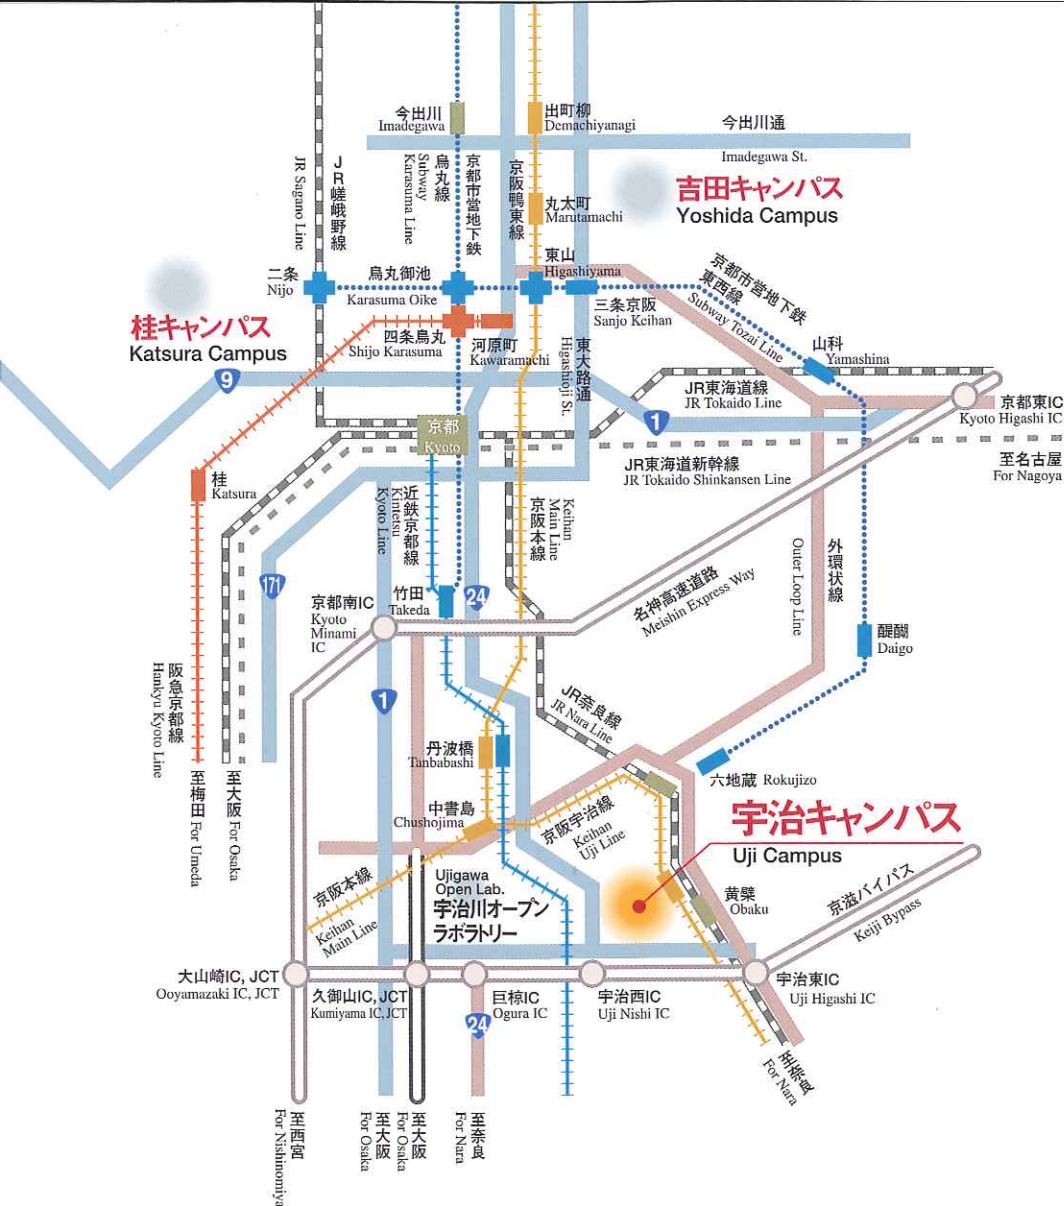 今出川
Imadegawa
出町柳
Demachiyanagi
今出川通
Imadegawa St.
JR嵯峨野線
JR Sagano Line
烏丸線
Subway
Karasuma Line
京都市営地下鉄
京阪鴨東線
丸太町
Marutamachi
吉田キャンパス
Yoshida Campus
二条
Nijo
烏丸御池
Karasuma Oike
東山
Higashiyama
三条京阪
Sanjo Keihan
京都市営地下鉄
東西線
Subway Tozai Line
桂キャンパス
Katsura Campus
四条烏丸
Shijo Karasuma
河原町
Kawaramachi
東大路通
Higashioji St.
山科
Yamashina
9
1
JR東海道線
JR Tokaido Line
京都東IC
Kyoto Higashi IC
京都
Kyoto
JR東海道新幹線
JR Tokaido Shinkansen Line
至名古屋
For Nagoya
桂
Katsura
近鉄京都線
Kintetsu
Kyoto Line
Keihan
Main Line
京阪本線
外環状線
Outer Loop Line
171
京都南IC
Kyoto
Minami
IC
竹田
Takeda
24
名神高速道路
Meishin Express Way
醍醐
Daigo
阪急京都線
Hankyu Kyoto Line
1
JR奈良線
JR Nara Line
丹波橋
Tanbabashi
六地蔵 Rokujizo
至梅田 For Umeda
至大阪 For Osaka
中書島
Chushojima
京阪宇治線
Keihan
Uji Line
宇治キャンパス
Uji Campus
京阪本線
Keihan
Main Line
Ujigawa
Open Lab.
宇治川オープン
ラボラトリー
黄檗
Obaku
京滋バイパス
Keiji Bypass
大山崎IC, JCT
Ooyamazaki IC, JCT
久御山IC, JCT
Kumiyama IC, JCT
巨椋IC
Ogura IC
宇治西IC
Uji Nishi IC
宇治東IC
Uji Higashi IC
24
至奈良
For Nara
至西宮
For Nishinomiya
至大阪
For Osaka
至大阪
For Osaka
至奈良
For Nara